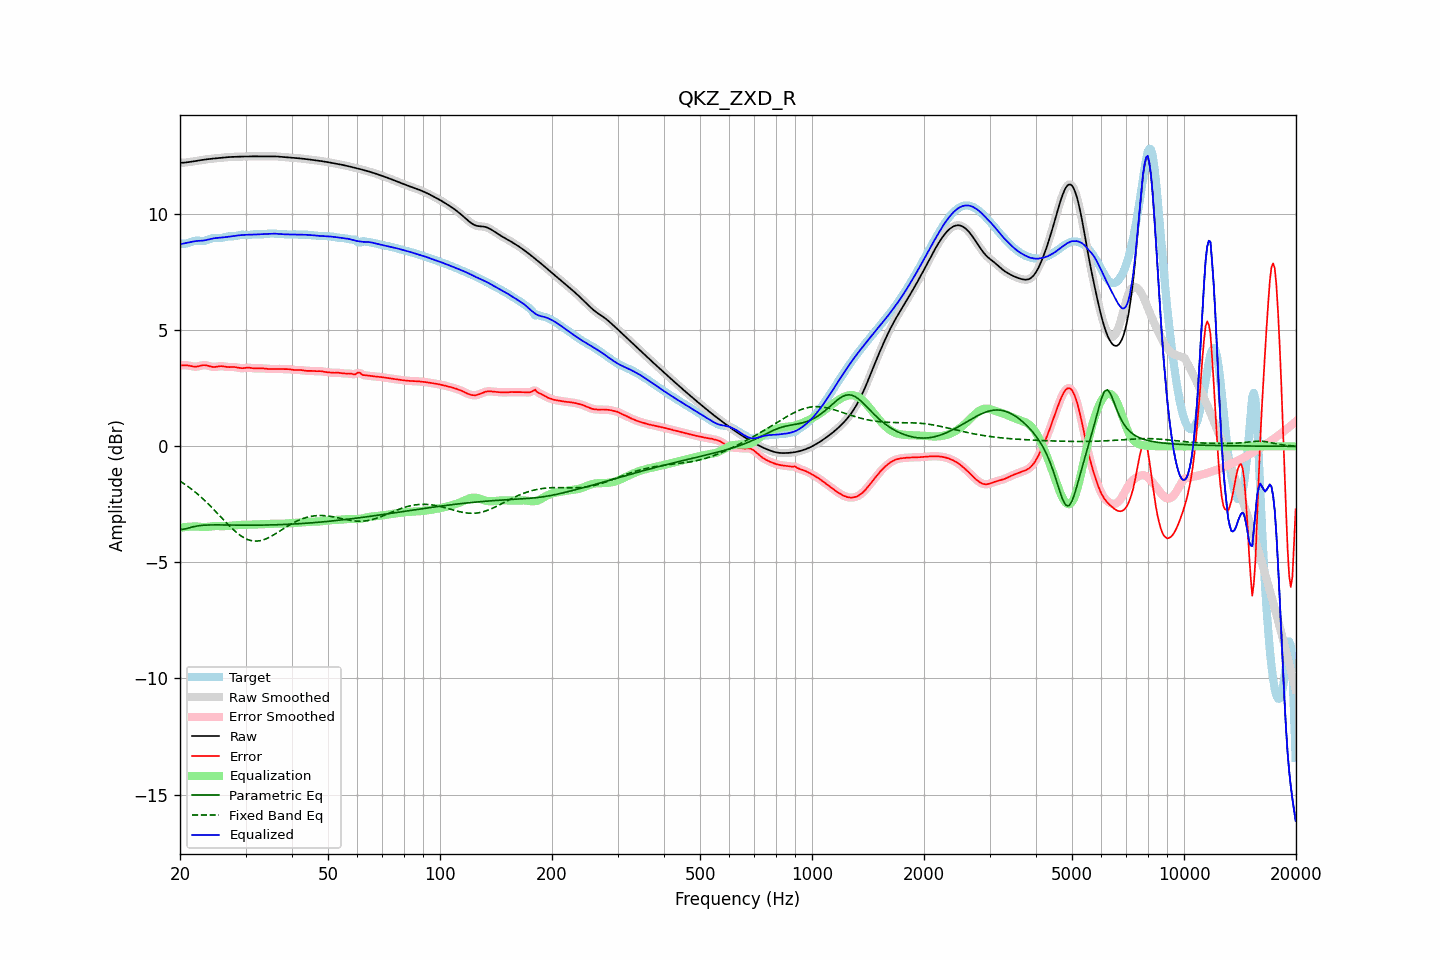 QKZ_ZXD_R
Amplitude (dBr)
10
5
0
−5
−10
−15
Target
Raw Smoothed
Error Smoothed
Raw
Error
Equalization
Parametric Eq
Fixed Band Eq
Equalized
20 50 100 200 500 1000 2000 5000 10000 20000
Frequency (Hz)